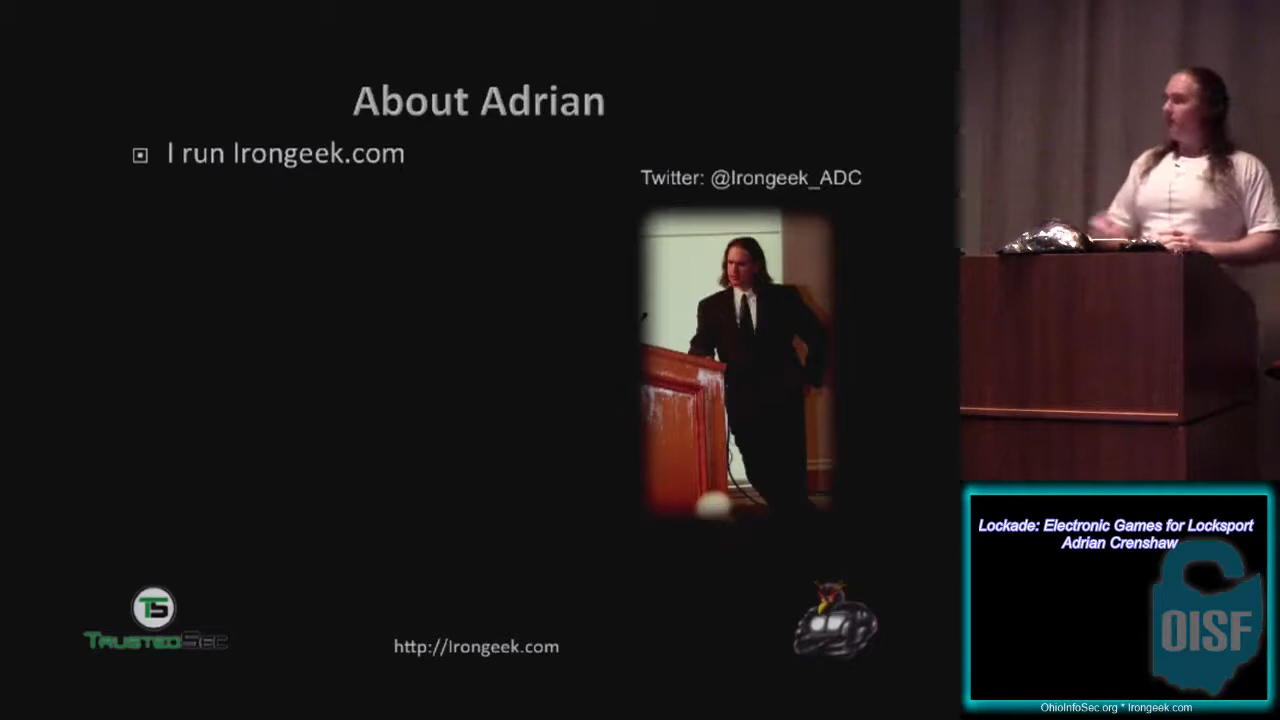 About Adrian
I run Irongeek.com
Twitter: @Irongeek_ADC
TS
TRUSTEDSEC
http://Irongeek.com
Lockade: Electronic Games for Locksport
Adrian Crenshaw
OISF
OhioInfoSec.org * Irongeek.com